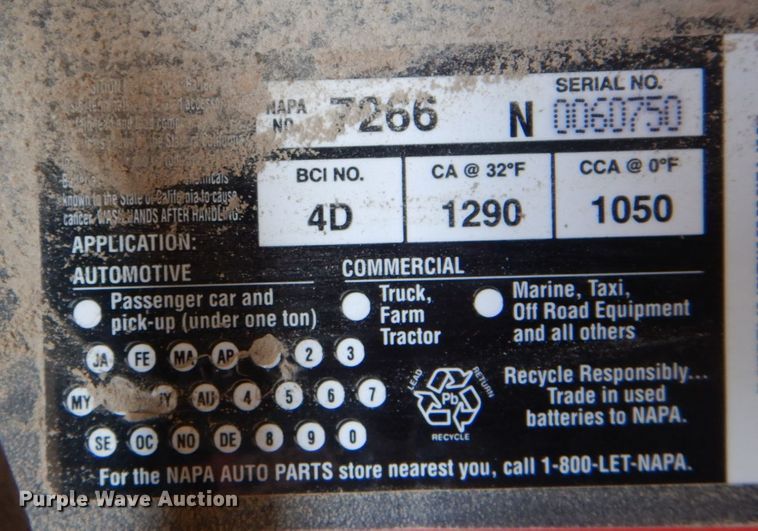 SERIAL NO.
NAPA NO. 7266 N 0060750
BCI NO. CA @ 32°F CCA @ 0°F
4D 1290 1050
known to the State of California to cause
cancer. WASH HANDS AFTER HANDLING.
APPLICATION:
AUTOMOTIVE
Passenger car and
pick-up (under one ton)
COMMERCIAL
Truck,
Farm
Tractor
Marine, Taxi,
Off Road Equipment
and all others
JA FE MA AP 2 3
MY AU 4 5 6 7
SE OC NO DE 8 9 0
LEAD RETURN
Pb
RECYCLE
Recycle Responsibly...
Trade in used
batteries to NAPA.
For the NAPA AUTO PARTS store nearest you, call 1-800-LET-NAPA.
Purple Wave Auction